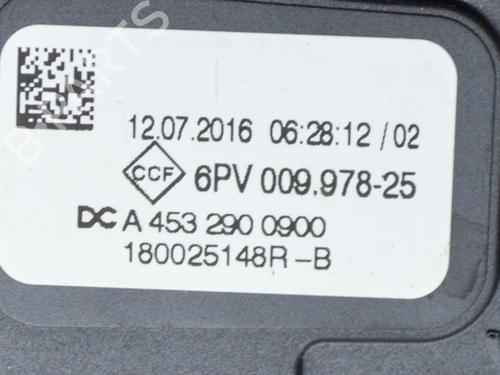 12.07.2016 06:28:12 / 02
CCF 6PV 009.978-25
DC A 453 290 0900
180025148R-B